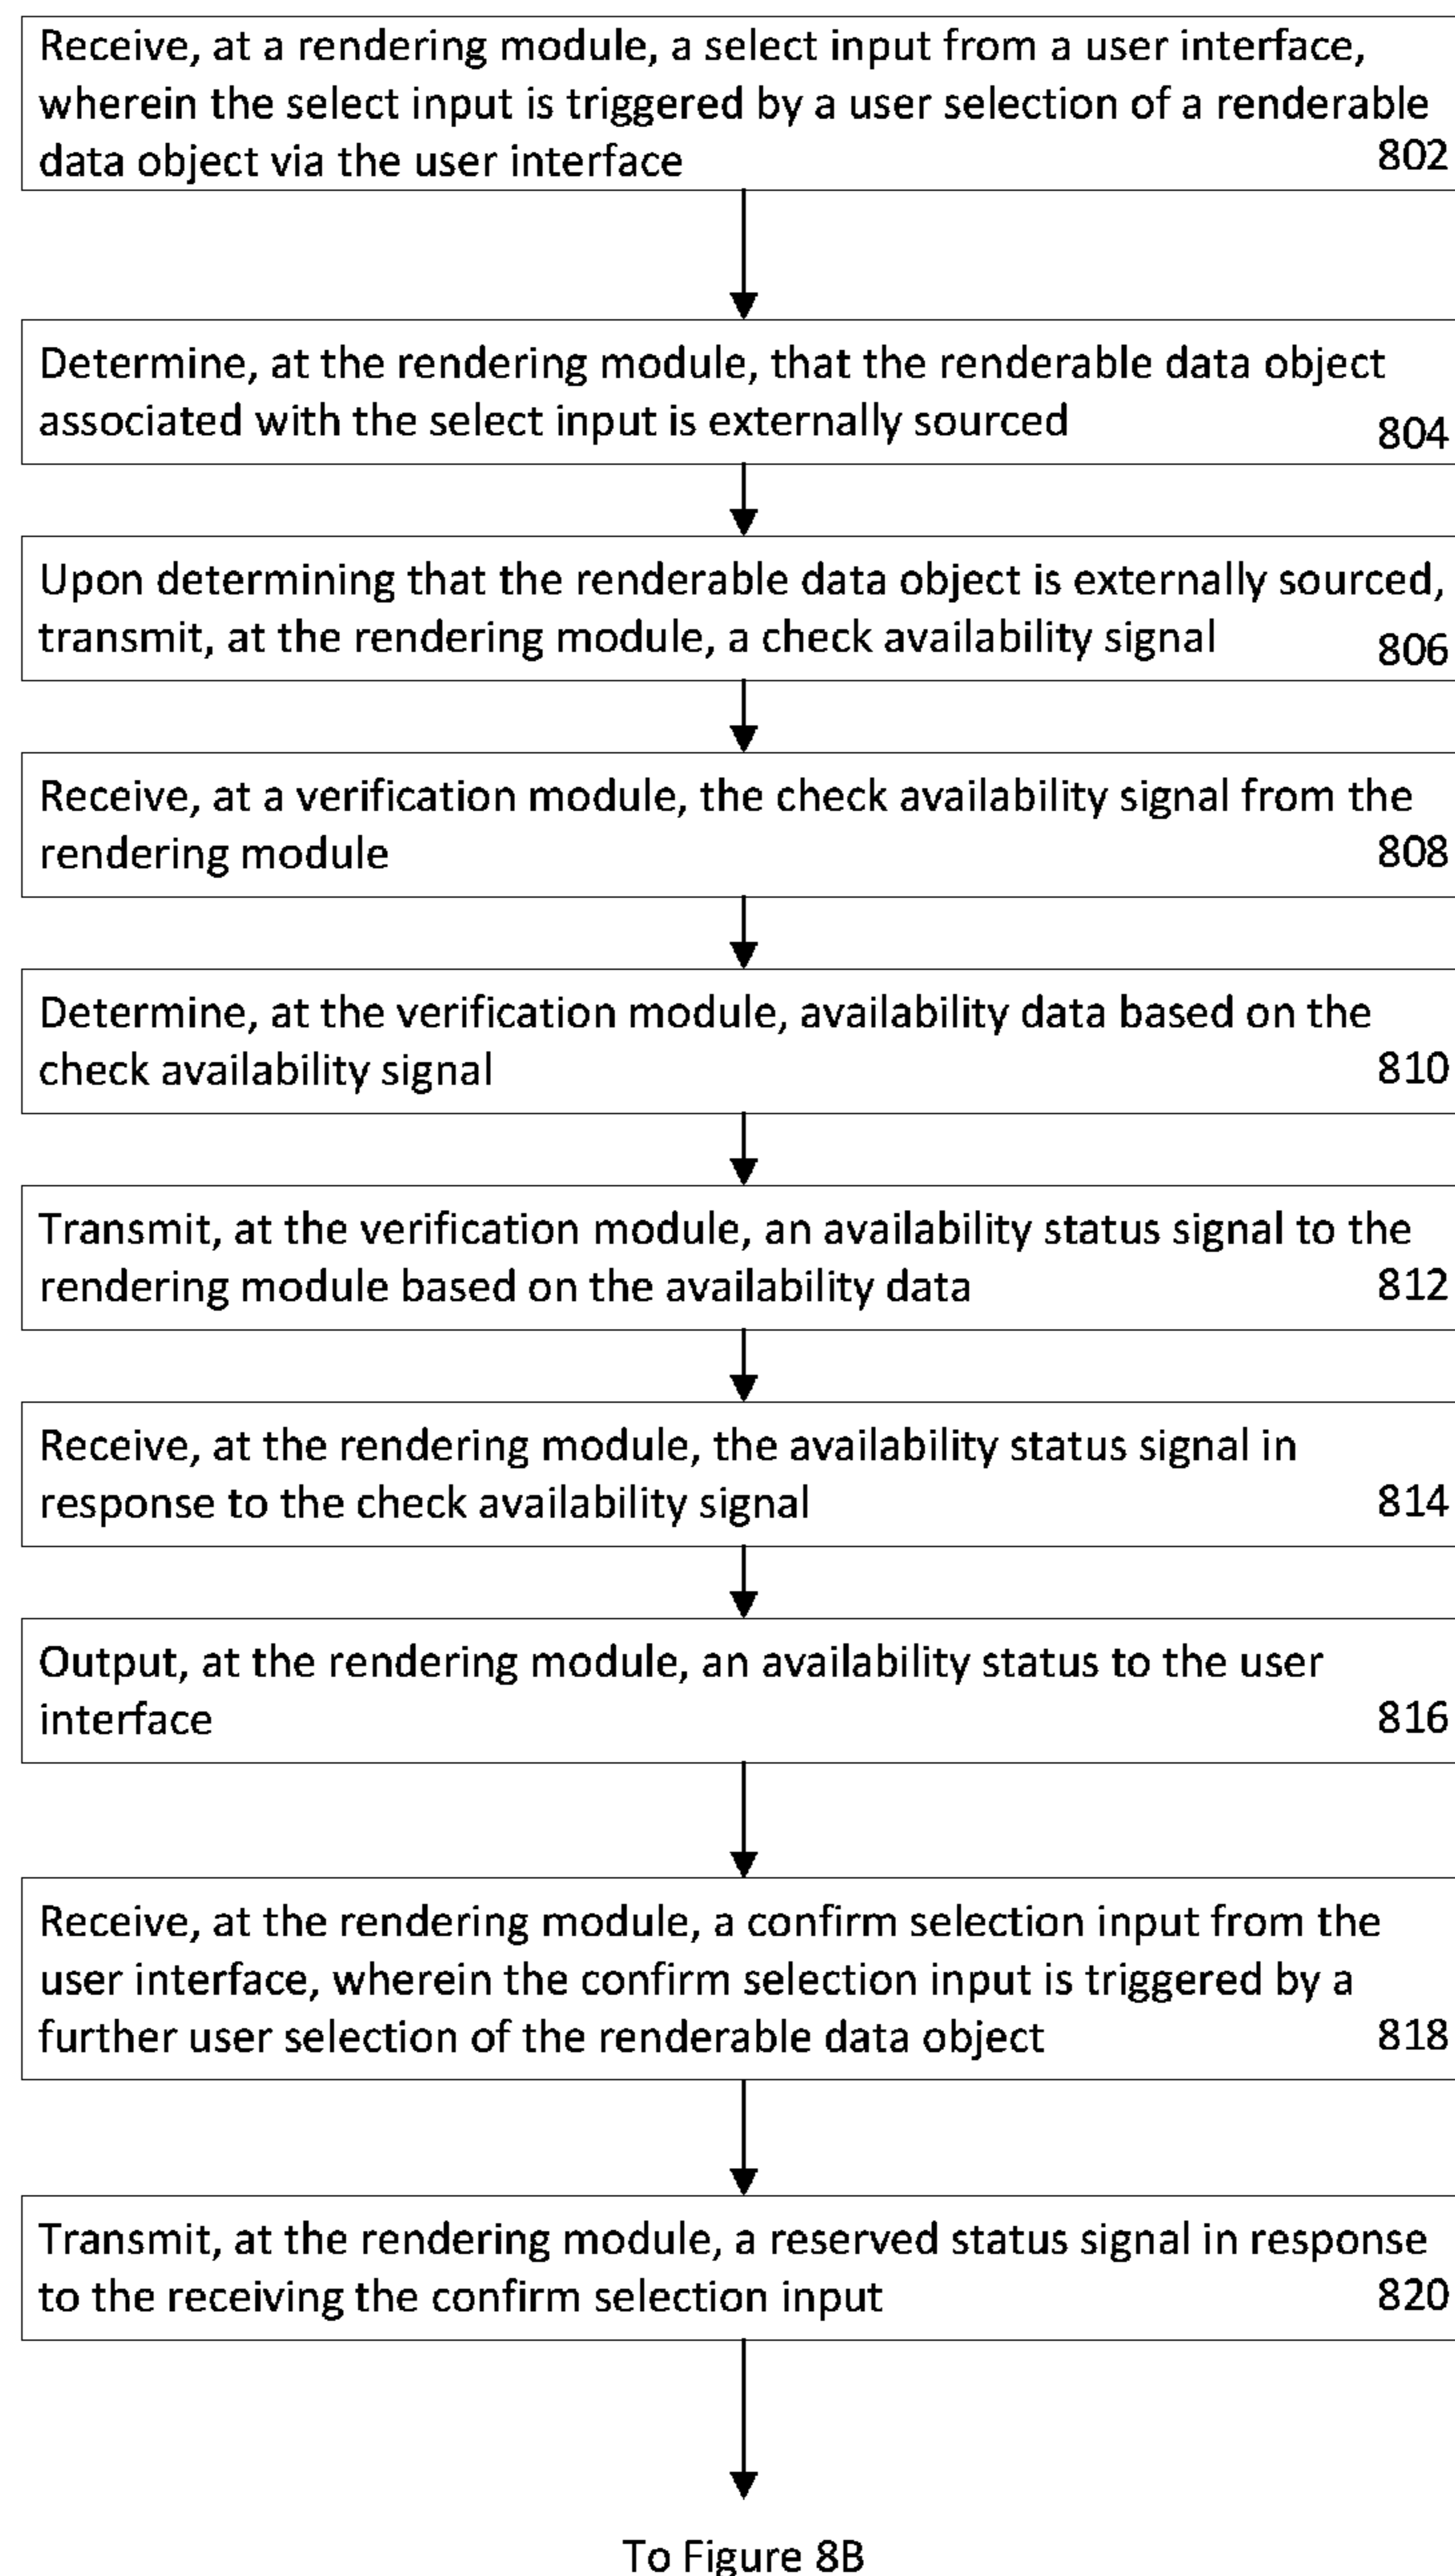 Receive, at a rendering module, a select input from a user interface,
wherein the select input is triggered by a user selection of a renderable
data object via the user interface 802
Determine, at the rendering module, that the renderable data object
associated with the select input is externally sourced 804
Upon determining that the renderable data object is externally sourced,
transmit, at the rendering module, a check availability signal 806
Receive, at a verification module, the check availability signal from the
rendering module 808
Determine, at the verification module, availability data based on the
check availability signal 810
Transmit, at the verification module, an availability status signal to the
rendering module based on the availability data 812
Receive, at the rendering module, the availability status signal in
response to the check availability signal 814
Output, at the rendering module, an availability status to the user
interface 816
Receive, at the rendering module, a confirm selection input from the
user interface, wherein the confirm selection input is triggered by a
further user selection of the renderable data object 818
Transmit, at the rendering module, a reserved status signal in response
to the receiving the confirm selection input 820
To Figure 8B